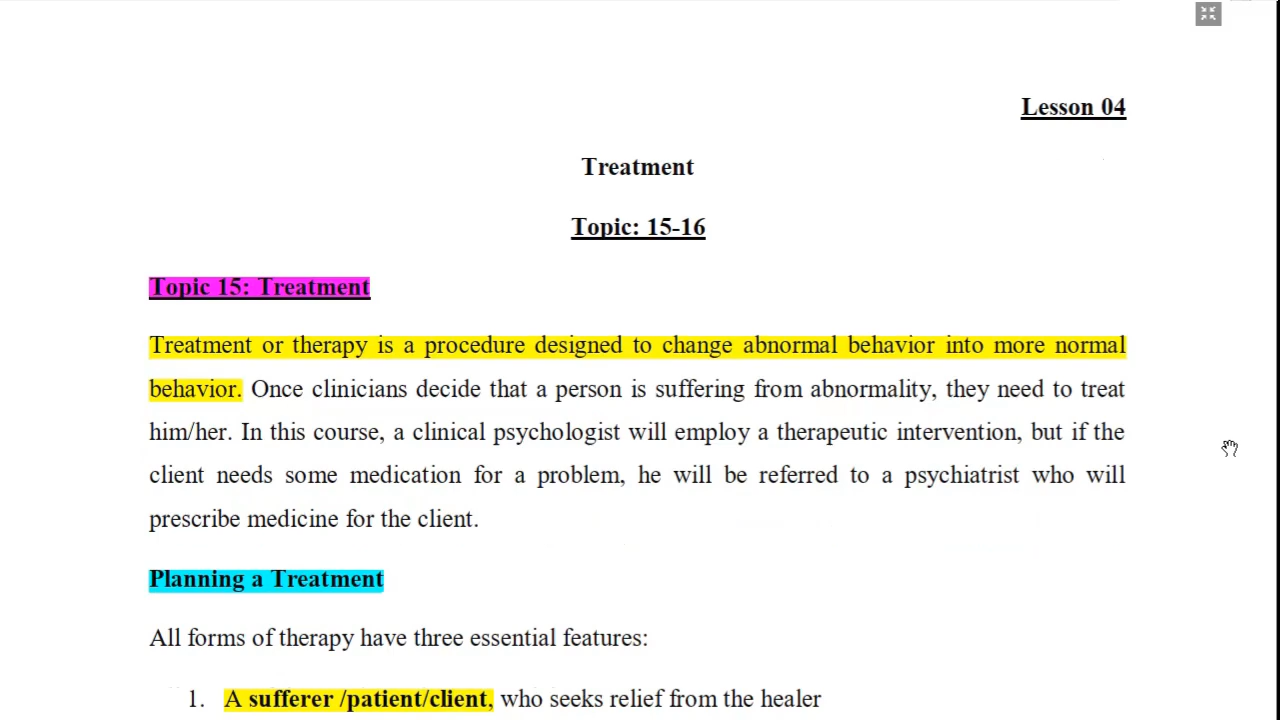 Lesson 04
Treatment
Topic: 15-16
Topic 15: Treatment
Treatment or therapy is a procedure designed to change abnormal behavior into more normal
behavior. Once clinicians decide that a person is suffering from abnormality, they need to treat
him/her. In this course, a clinical psychologist will employ a therapeutic intervention, but if the
client needs some medication for a problem, he will be referred to a psychiatrist who will
prescribe medicine for the client.
Planning a Treatment
All forms of therapy have three essential features:
1. A sufferer /patient/client, who seeks relief from the healer